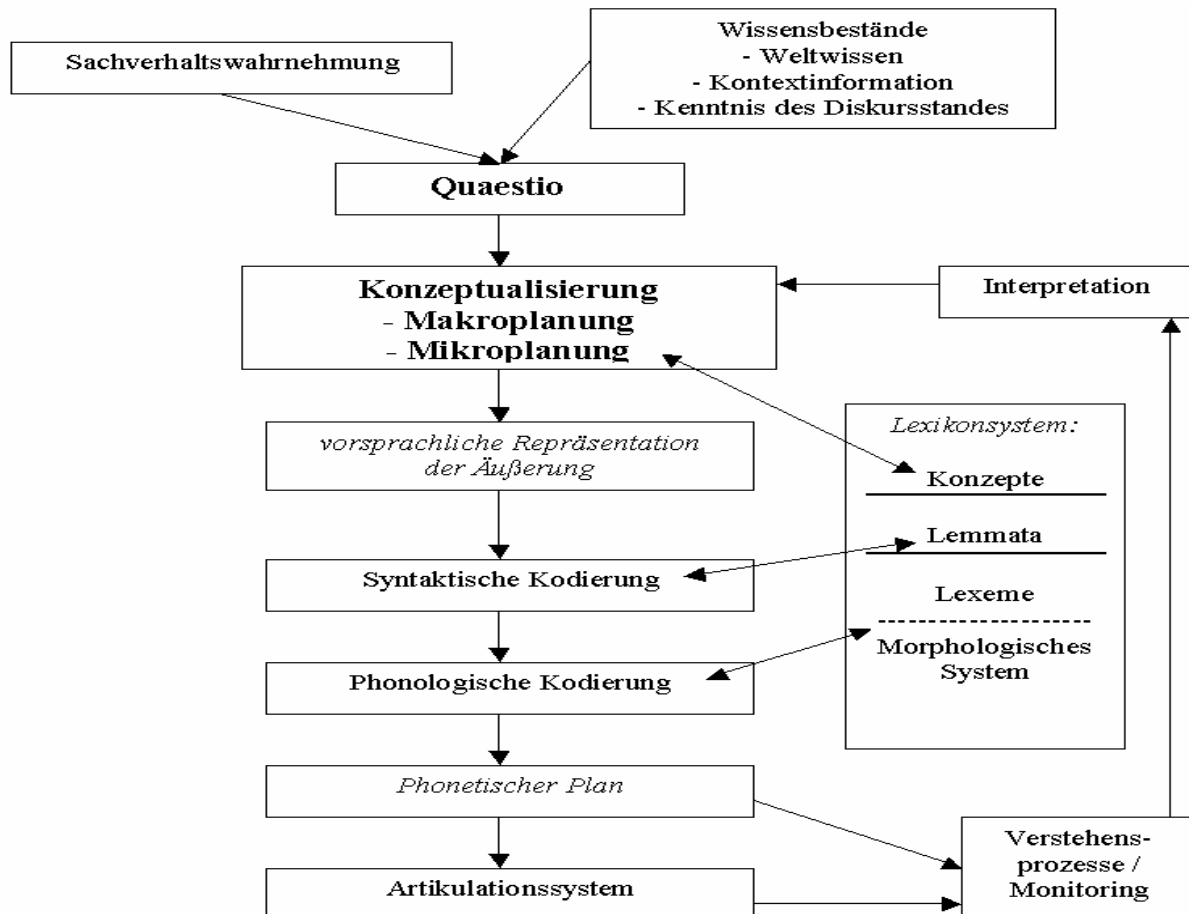 Sachverhaltswahrnehmung
Wissensbestände
- Weltwissen
- Kontextinformation
- Kenntnis des Diskursstandes
Quaestio
Konzeptualisierung
- Makroplanung
- Mikroplanung
Interpretation
vorsprachliche Repräsentation
der Äußerung
Lexikonsystem:
Konzepte
Lemmata
Lexeme
Morphologisches
System
Syntaktische Kodierung
Phonologische Kodierung
Phonetischer Plan
Artikulationssystem
Verstehens-
prozesse /
Monitoring